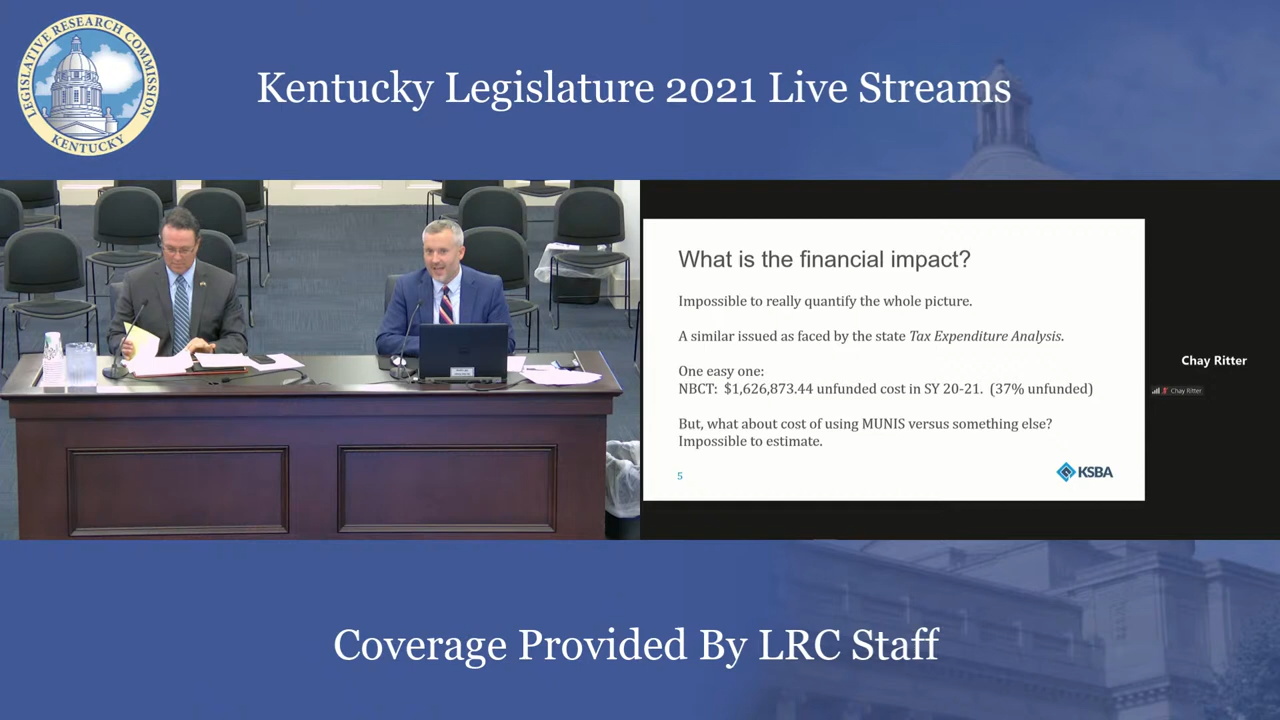 LEGISLATIVE RESEARCH COMMISSION
KENTUCKY
Kentucky Legislature 2021 Live Streams
What is the financial impact?
Impossible to really quantify the whole picture.
A similar issued as faced by the state Tax Expenditure Analysis.
One easy one:
NBCT: $1,626,873.44 unfunded cost in SY 20-21. (37% unfunded)
But, what about cost of using MUNIS versus something else?
Impossible to estimate.
5
KSBA
Chay Ritter
Chay Ritter
Coverage Provided By LRC Staff